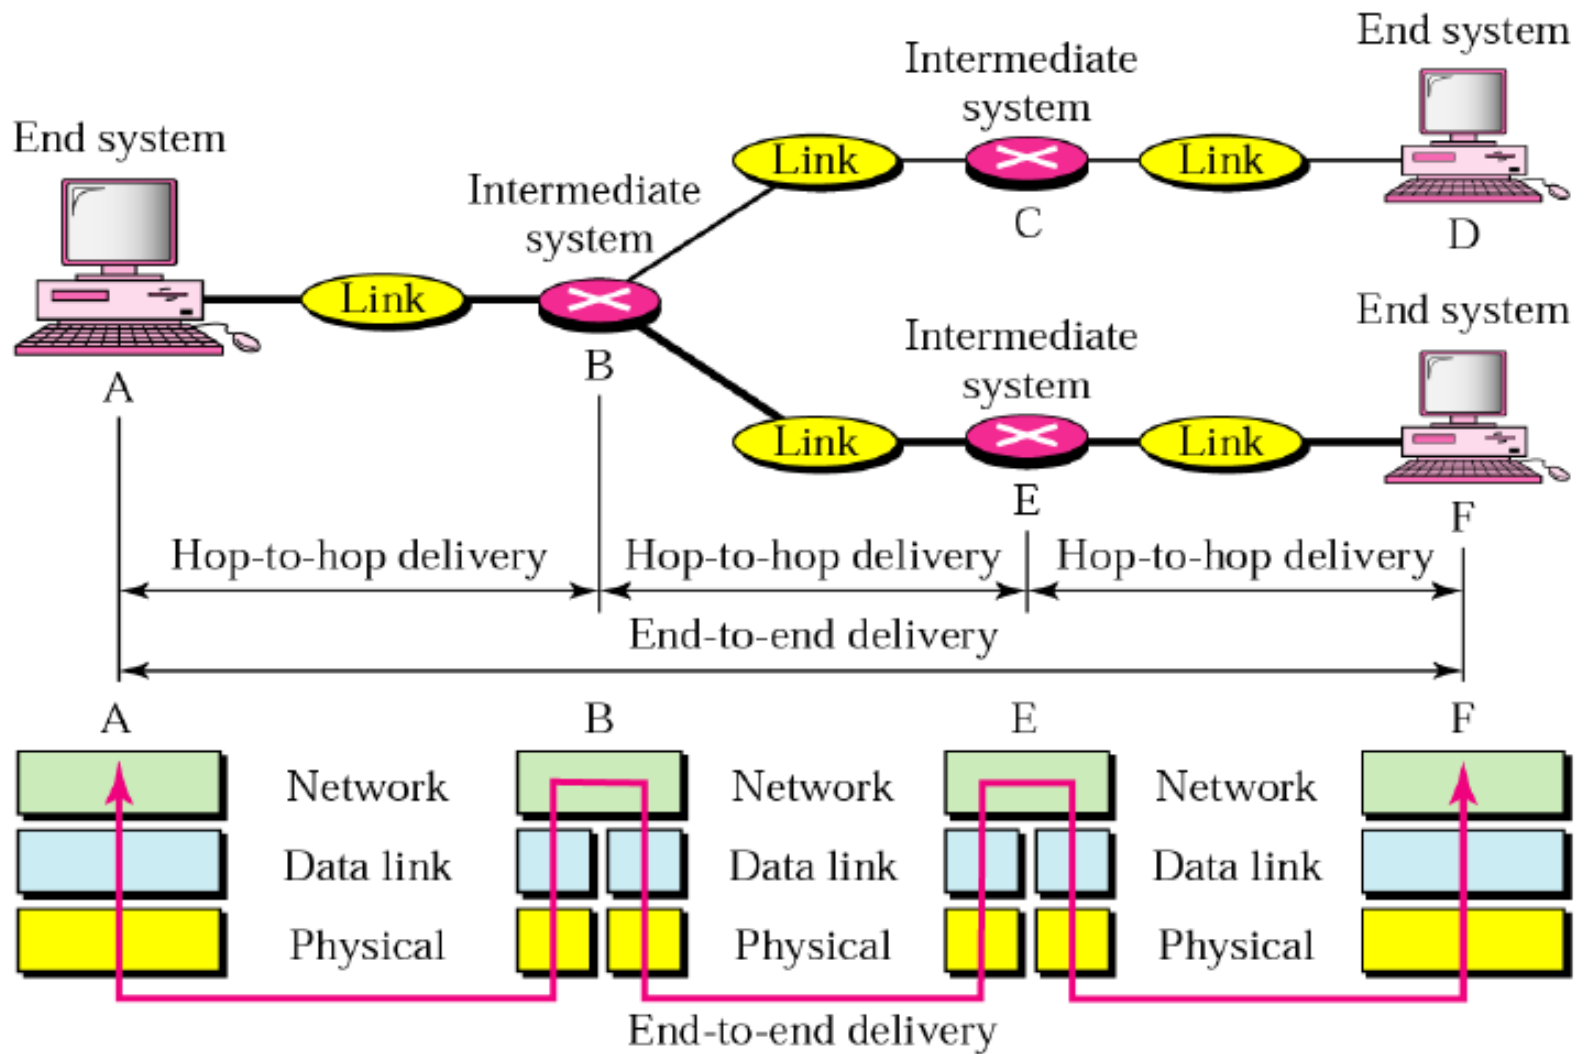 End system
Intermediate
system
End system
Intermediate
system
Link
Link
C
D
Link
A
B
End system
Intermediate
system
Link
Link
E
F
Hop-to-hop delivery
Hop-to-hop delivery
Hop-to-hop delivery
End-to-end delivery
A
B
E
F
Network
Network
Network
Data link
Data link
Data link
Physical
Physical
Physical
End-to-end delivery